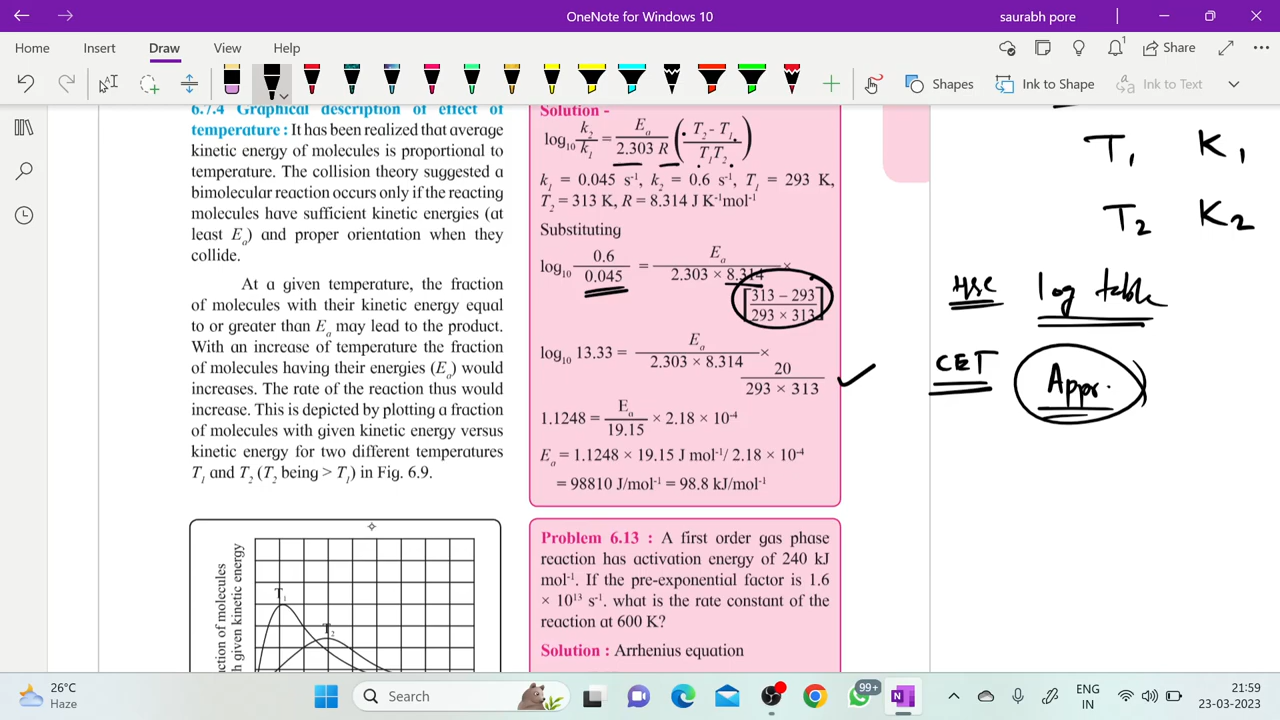 OneNote for Windows 10
saurabh pore
Home Insert Draw View Help
Share
Shapes
Ink to Shape
Ink to Text
6.7.4 Graphical description of effect of
temperature : It has been realized that average
kinetic energy of molecules is proportional to
temperature. The collision theory suggested a
bimolecular reaction occurs only if the reacting
molecules have sufficient kinetic energies (at
least Eₐ) and proper orientation when they
collide.
At a given temperature, the fraction
of molecules with their kinetic energy equal
to or greater than Eₐ may lead to the product.
With an increase of temperature the fraction
of molecules having their energies (Eₐ) would
increases. The rate of the reaction thus would
increase. This is depicted by plotting a fraction
of molecules with given kinetic energy versus
kinetic energy for two different temperatures
T₁ and T₂ (T₂ being > T₁) in Fig. 6.9.
T₁
T₂
Solution -
log₁₀ k₂/k₁ = Eₐ/2.303 R (T₂ - T₁/T₁T₂)
k₁ = 0.045 s⁻¹, k₂ = 0.6 s⁻¹, T₁ = 293 K,
T₂ = 313 K, R = 8.314 J K⁻¹mol⁻¹
Substituting
log₁₀ 0.6/0.045 = Eₐ/2.303 × 8.314 ×
[313 – 293/293 × 313]
log₁₀ 13.33 = Eₐ/2.303 × 8.314 ×
20/293 × 313
1.1248 = Eₐ/19.15 × 2.18 × 10⁻⁴
Eₐ = 1.1248 × 19.15 J mol⁻¹/ 2.18 × 10⁻⁴
= 98810 J/mol⁻¹ = 98.8 kJ/mol⁻¹
Problem 6.13 : A first order gas phase
reaction has activation energy of 240 kJ
mol⁻¹. If the pre-exponential factor is 1.6
× 10¹³ s⁻¹. what is the rate constant of the
reaction at 600 K?
Solution : Arrhenius equation
T₁ K₁
T₂ K₂
HSC log table
CET Appr.
26°C
Haze
Search
99+
ENG
IN
21:59
23-03-2023